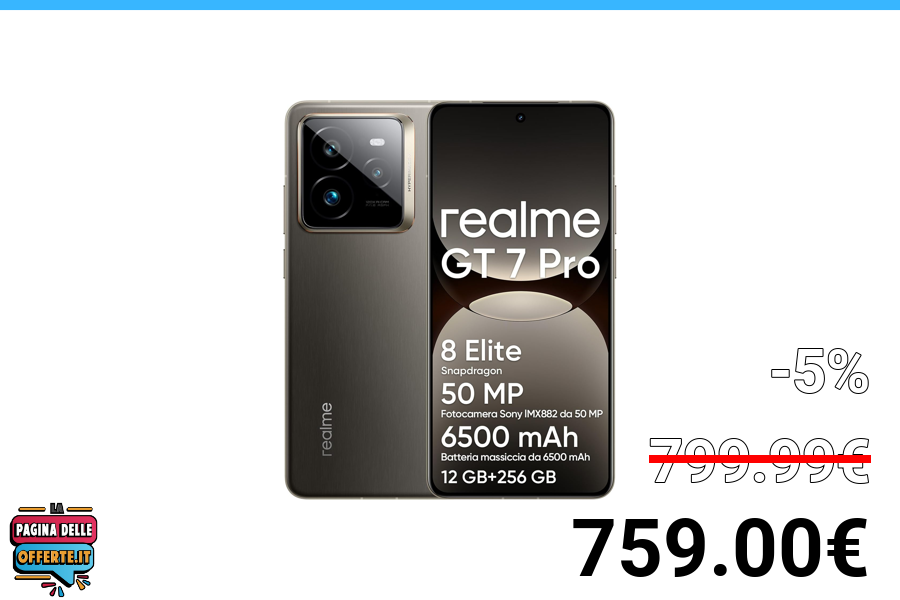 realme
GT 7 Pro
8 Elite
Snapdragon
50 MP
Fotocamera Sony IMX882 da 50 MP
6500 mAh
Batteria massiccia da 6500 mAh
12 GB+256 GB
realme
-5%
799.99€
759.00€
LA
PAGINA DELLE
OFFERTE.IT